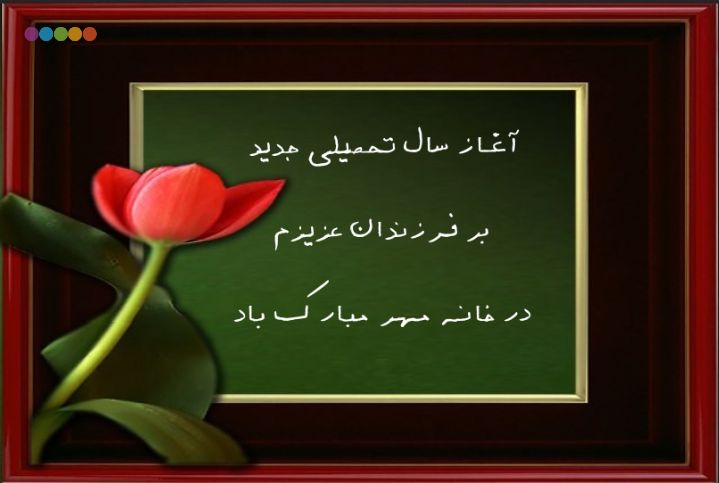 آغاز سال تحصیلی جدید
بر فرزندان عزیزم
در خانه مهر مبارک باد